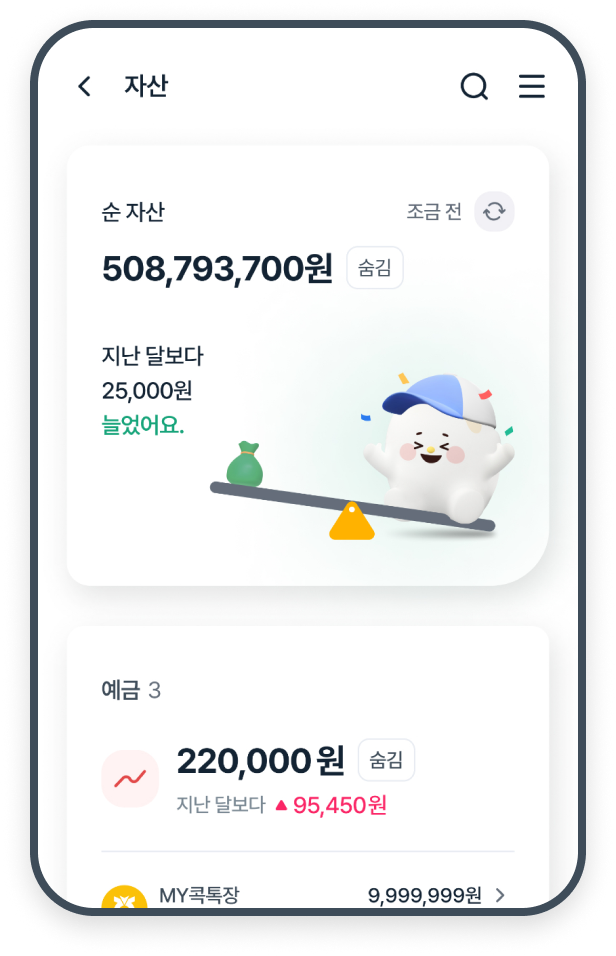 자산
순 자산 조금 전
508,793,700원 숨김
지난 달보다
25,000원
늘었어요.
예금 3
220,000원 숨김
지난 달보다 ▲ 95,450원
MY콕톡장 9,999,999원